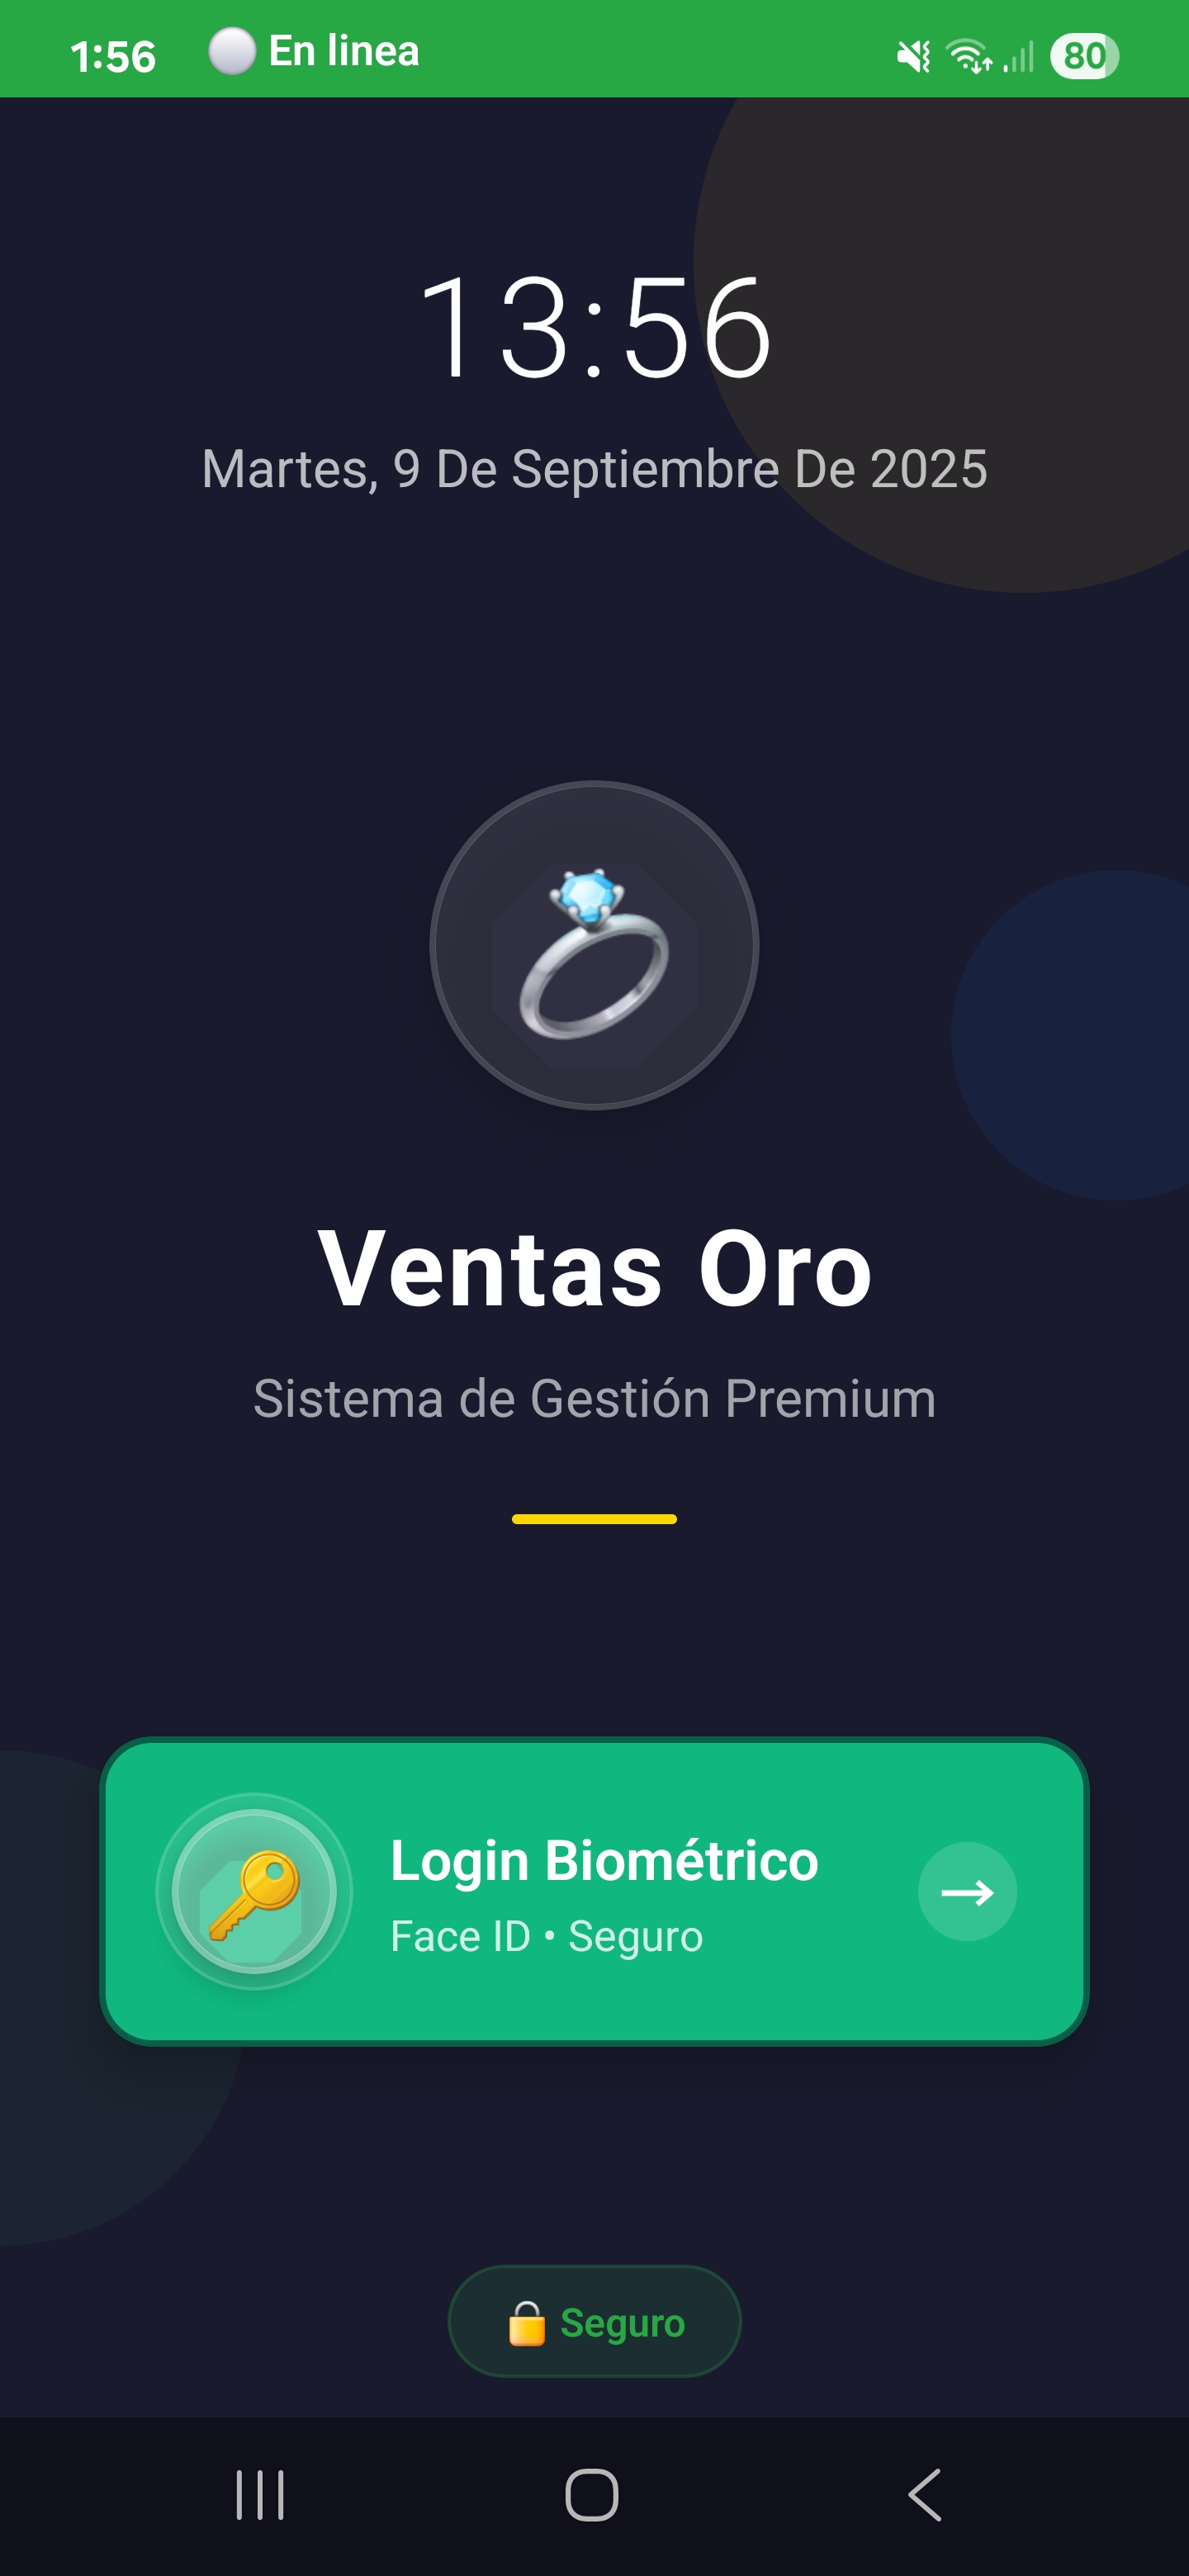 1:56 En linea 80
13:56
Martes, 9 De Septiembre De 2025
Ventas Oro
Sistema de Gestión Premium
Login Biométrico
Face ID • Seguro
Seguro